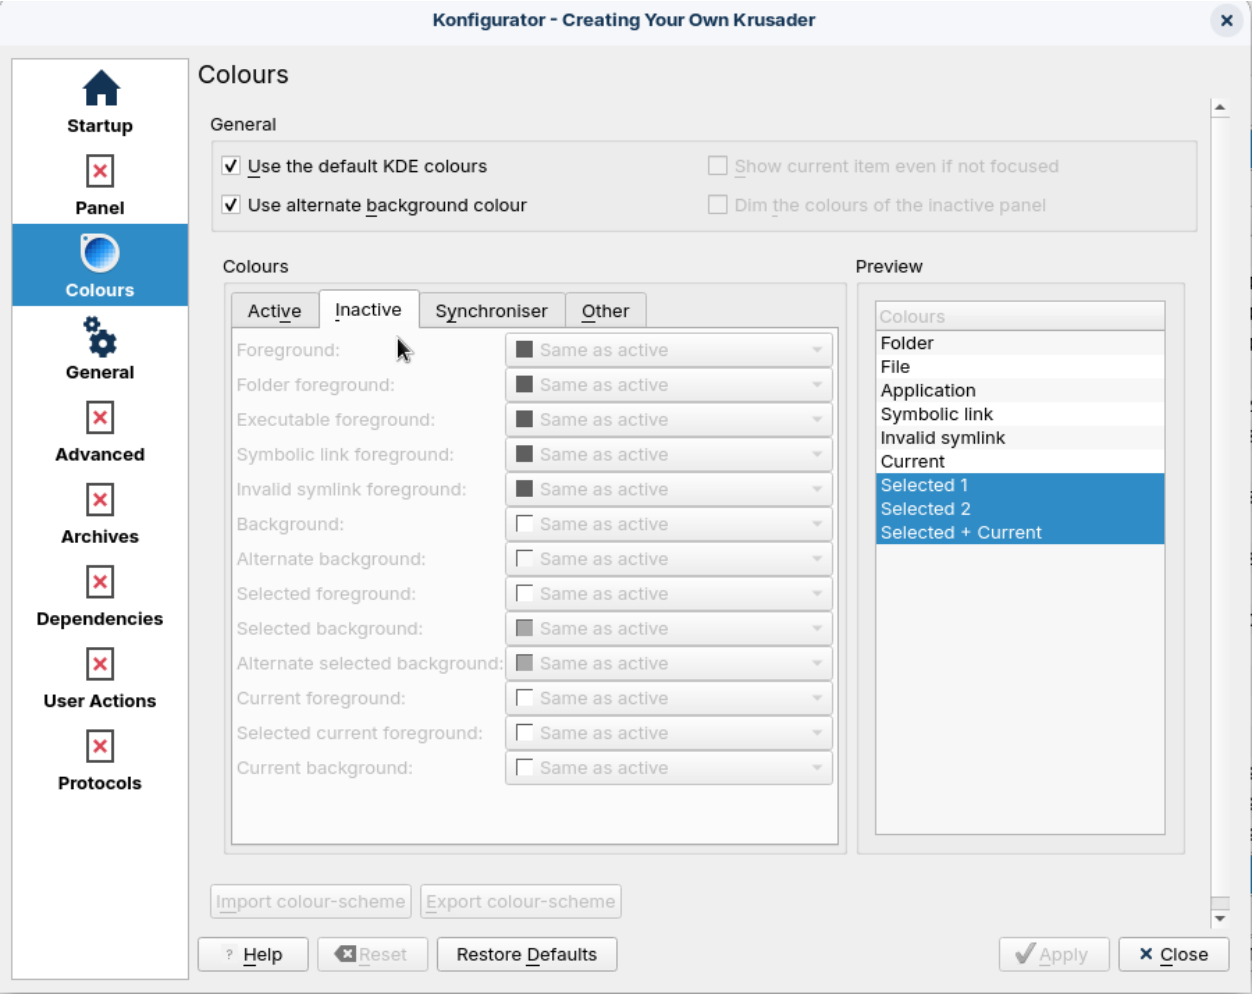 Konfigurator - Creating Your Own Krusader
Startup
Panel
Colours
General
Advanced
Archives
Dependencies
User Actions
Protocols
Colours
General
Use the default KDE colours
Show current item even if not focused
Use alternate background colour
Dim the colours of the inactive panel
Colours
Active
Inactive
Synchroniser
Other
Foreground: Same as active
Folder foreground: Same as active
Executable foreground: Same as active
Symbolic link foreground: Same as active
Invalid symlink foreground: Same as active
Background: Same as active
Alternate background: Same as active
Selected foreground: Same as active
Selected background: Same as active
Alternate selected background: Same as active
Current foreground: Same as active
Selected current foreground: Same as active
Current background: Same as active
Preview
Colours
Folder
File
Application
Symbolic link
Invalid symlink
Current
Selected 1
Selected 2
Selected + Current
Import colour-scheme
Export colour-scheme
? Help
Reset
Restore Defaults
Apply
Close